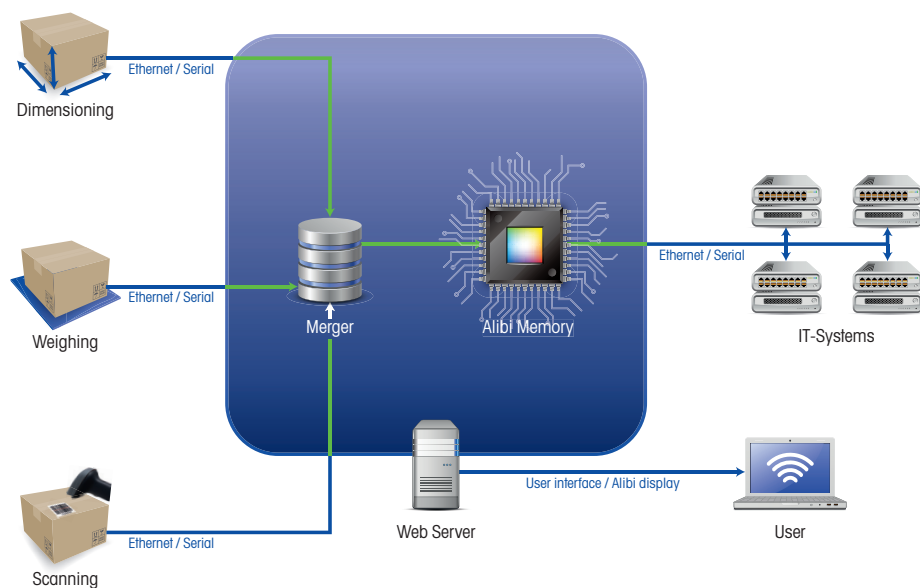 Ethernet / Serial
Dimensioning
Ethernet / Serial
Weighing
Merger
Alibi Memory
Ethernet / Serial
IT-Systems
User interface / Alibi display
Web Server
User
Ethernet / Serial
Scanning